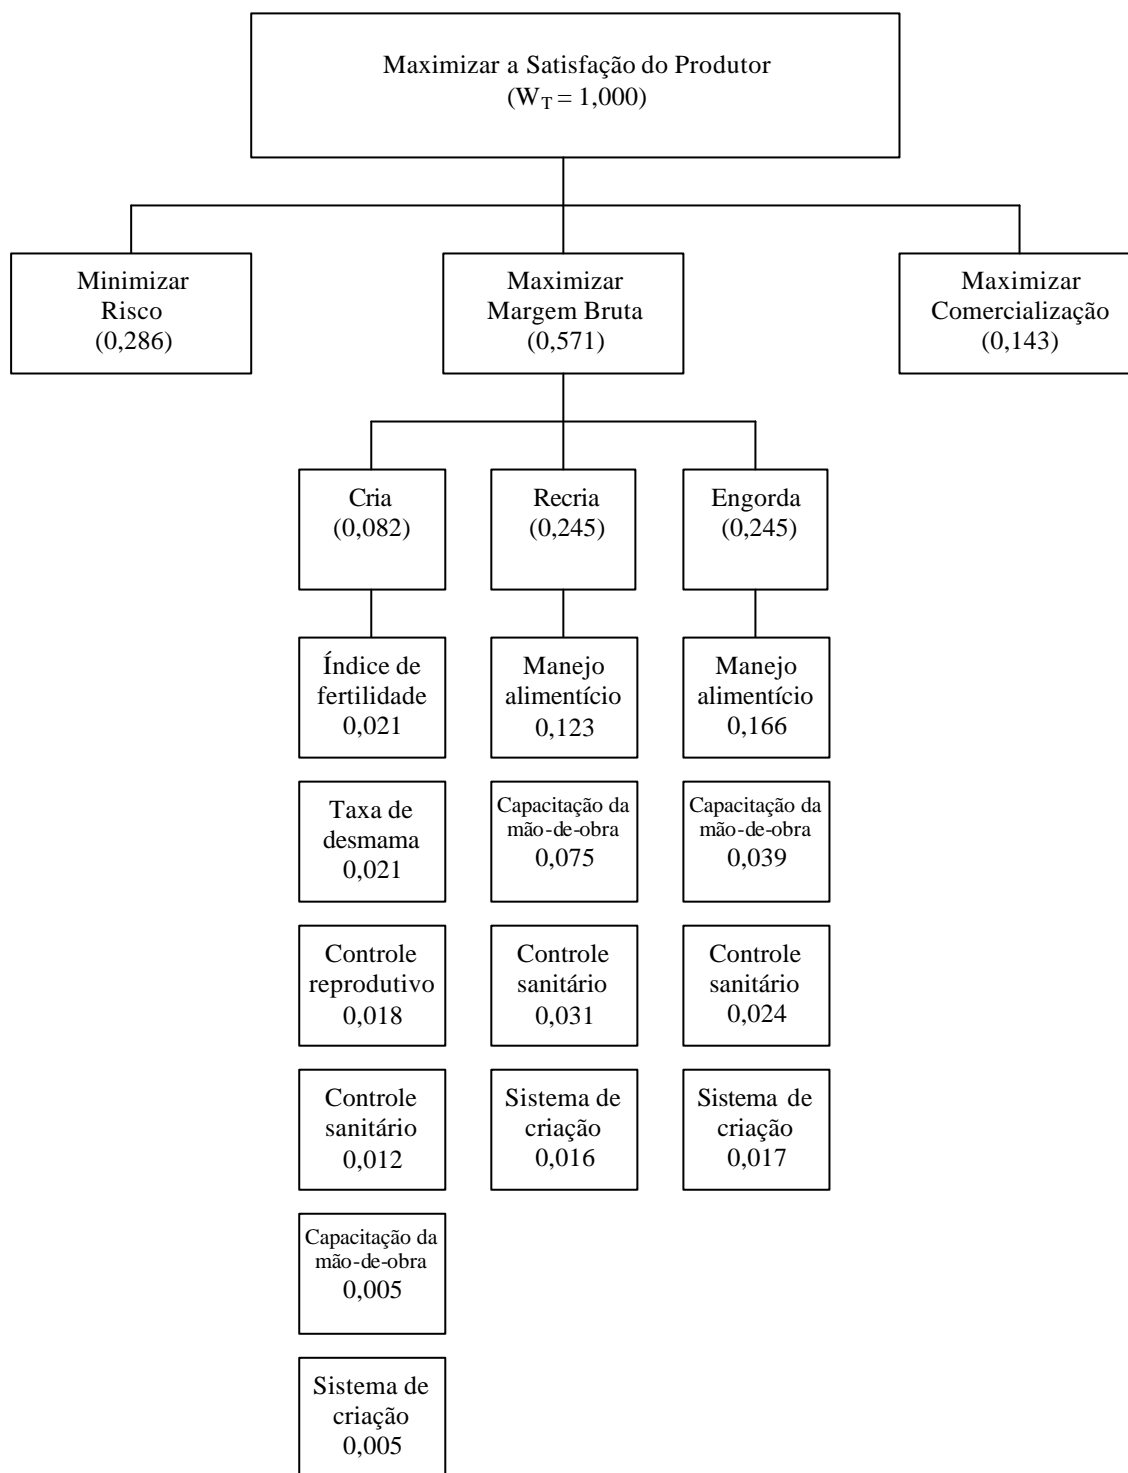 Maximizar a Satisfação do Produtor
(WT = 1,000)
Minimizar
Risco
(0,286)
Maximizar
Margem Bruta
(0,571)
Maximizar
Comercialização
(0,143)
Cria
(0,082)
Recria
(0,245)
Engorda
(0,245)
Índice de
fertilidade
0,021
Manejo
alimentício
0,123
Manejo
alimentício
0,166
Taxa de
desmama
0,021
Capacitação da
mão-de-obra
0,075
Capacitação da
mão-de-obra
0,039
Controle
reprodutivo
0,018
Controle
sanitário
0,031
Controle
sanitário
0,024
Controle
sanitário
0,012
Sistema de
criação
0,016
Sistema de
criação
0,017
Capacitação da
mão-de-obra
0,005
Sistema de
criação
0,005